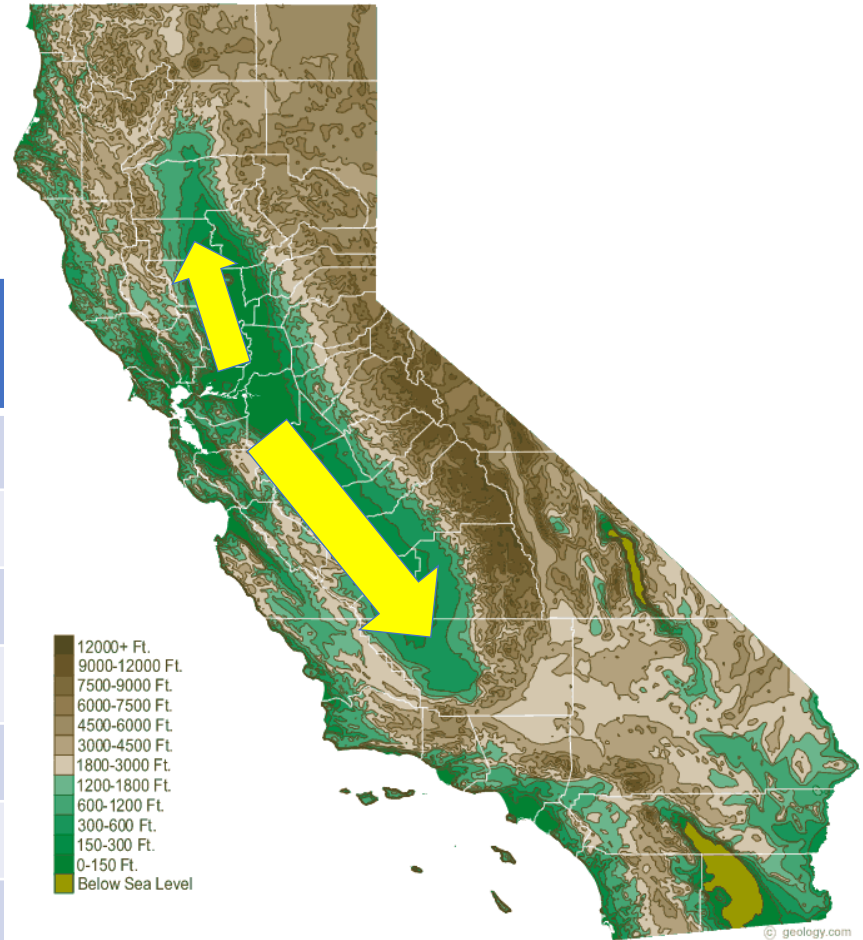 12000+ Ft.
9000-12000 Ft.
7500-9000 Ft.
6000-7500 Ft.
4500-6000 Ft.
3000-4500 Ft.
1800-3000 Ft.
1200-1800 Ft.
600-1200 Ft.
300-600 Ft.
150-300 Ft.
0-150 Ft.
Below Sea Level
© geology.com